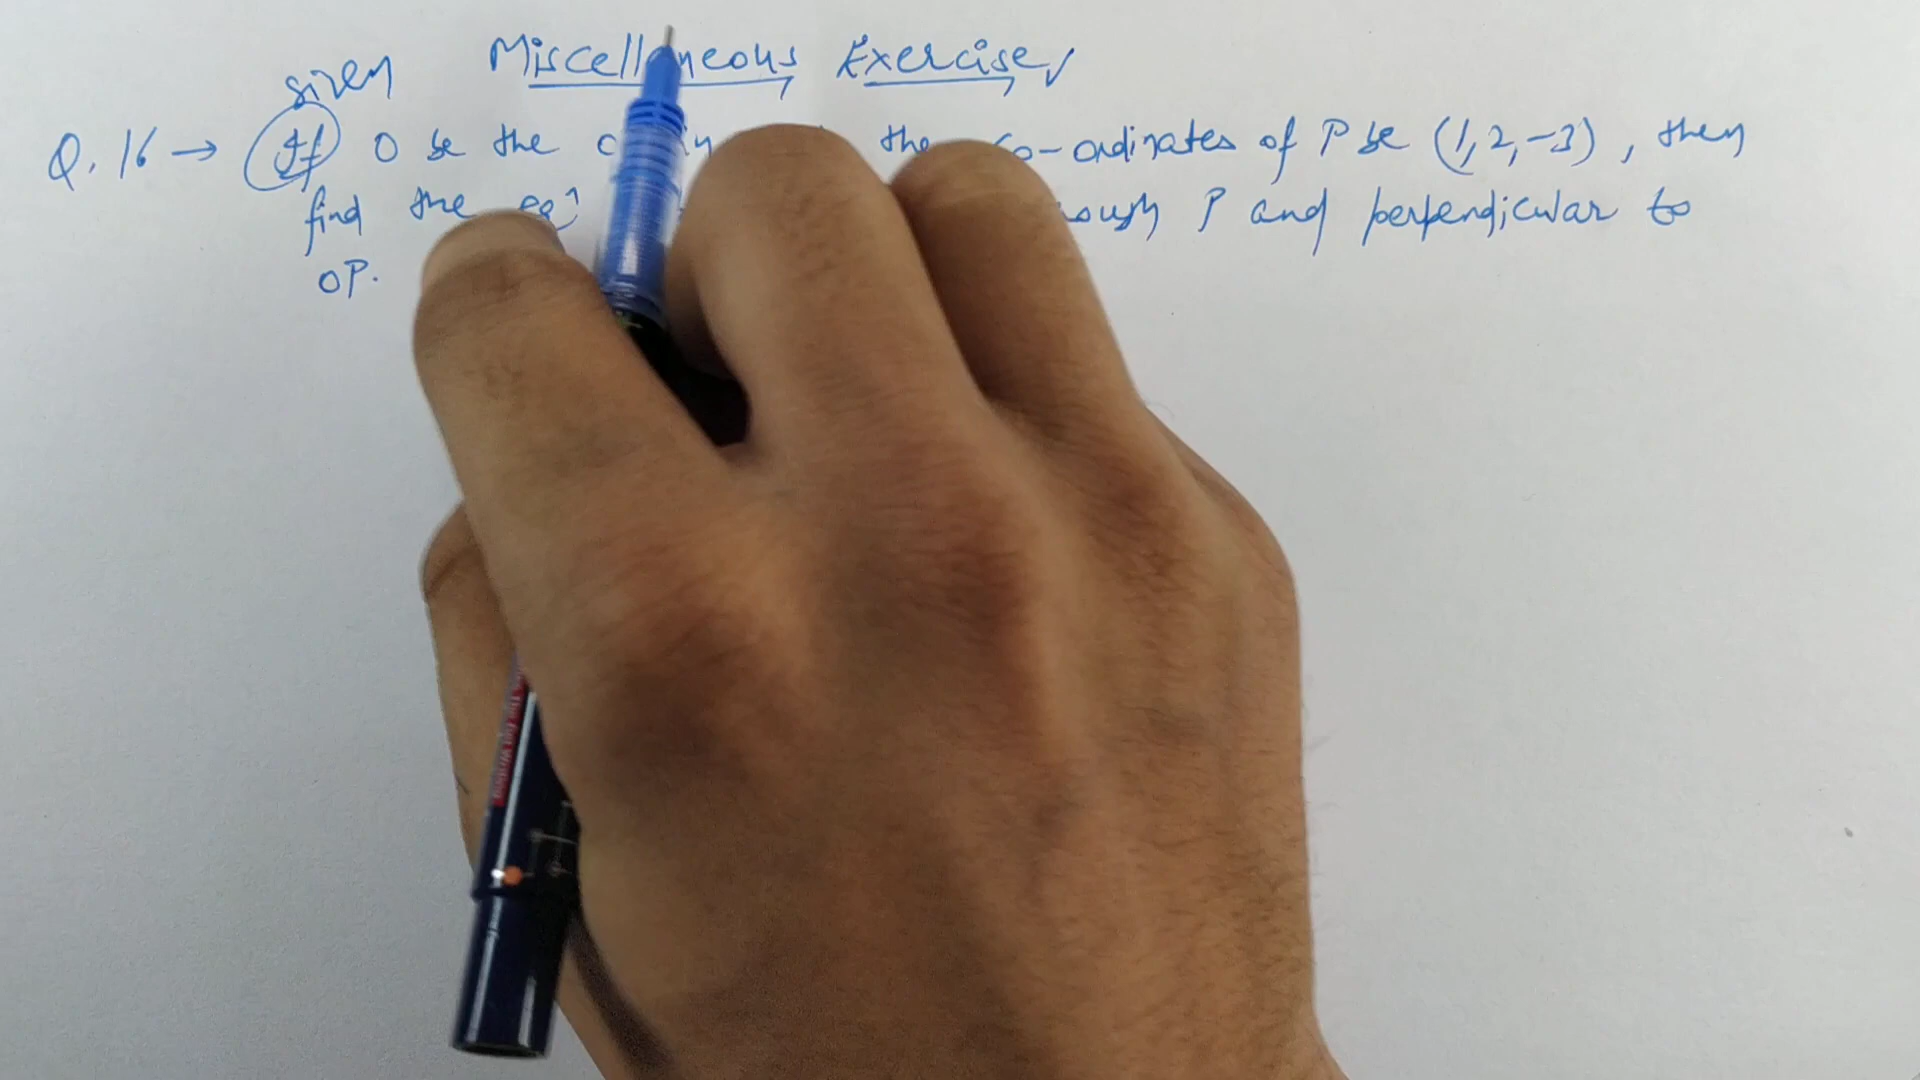 Miscellaneous Exercise
given
Q. 16 → If O be the the co-ordinates of P be (1, 2, -3), then
find the eqn P and perpendicular to
OP.